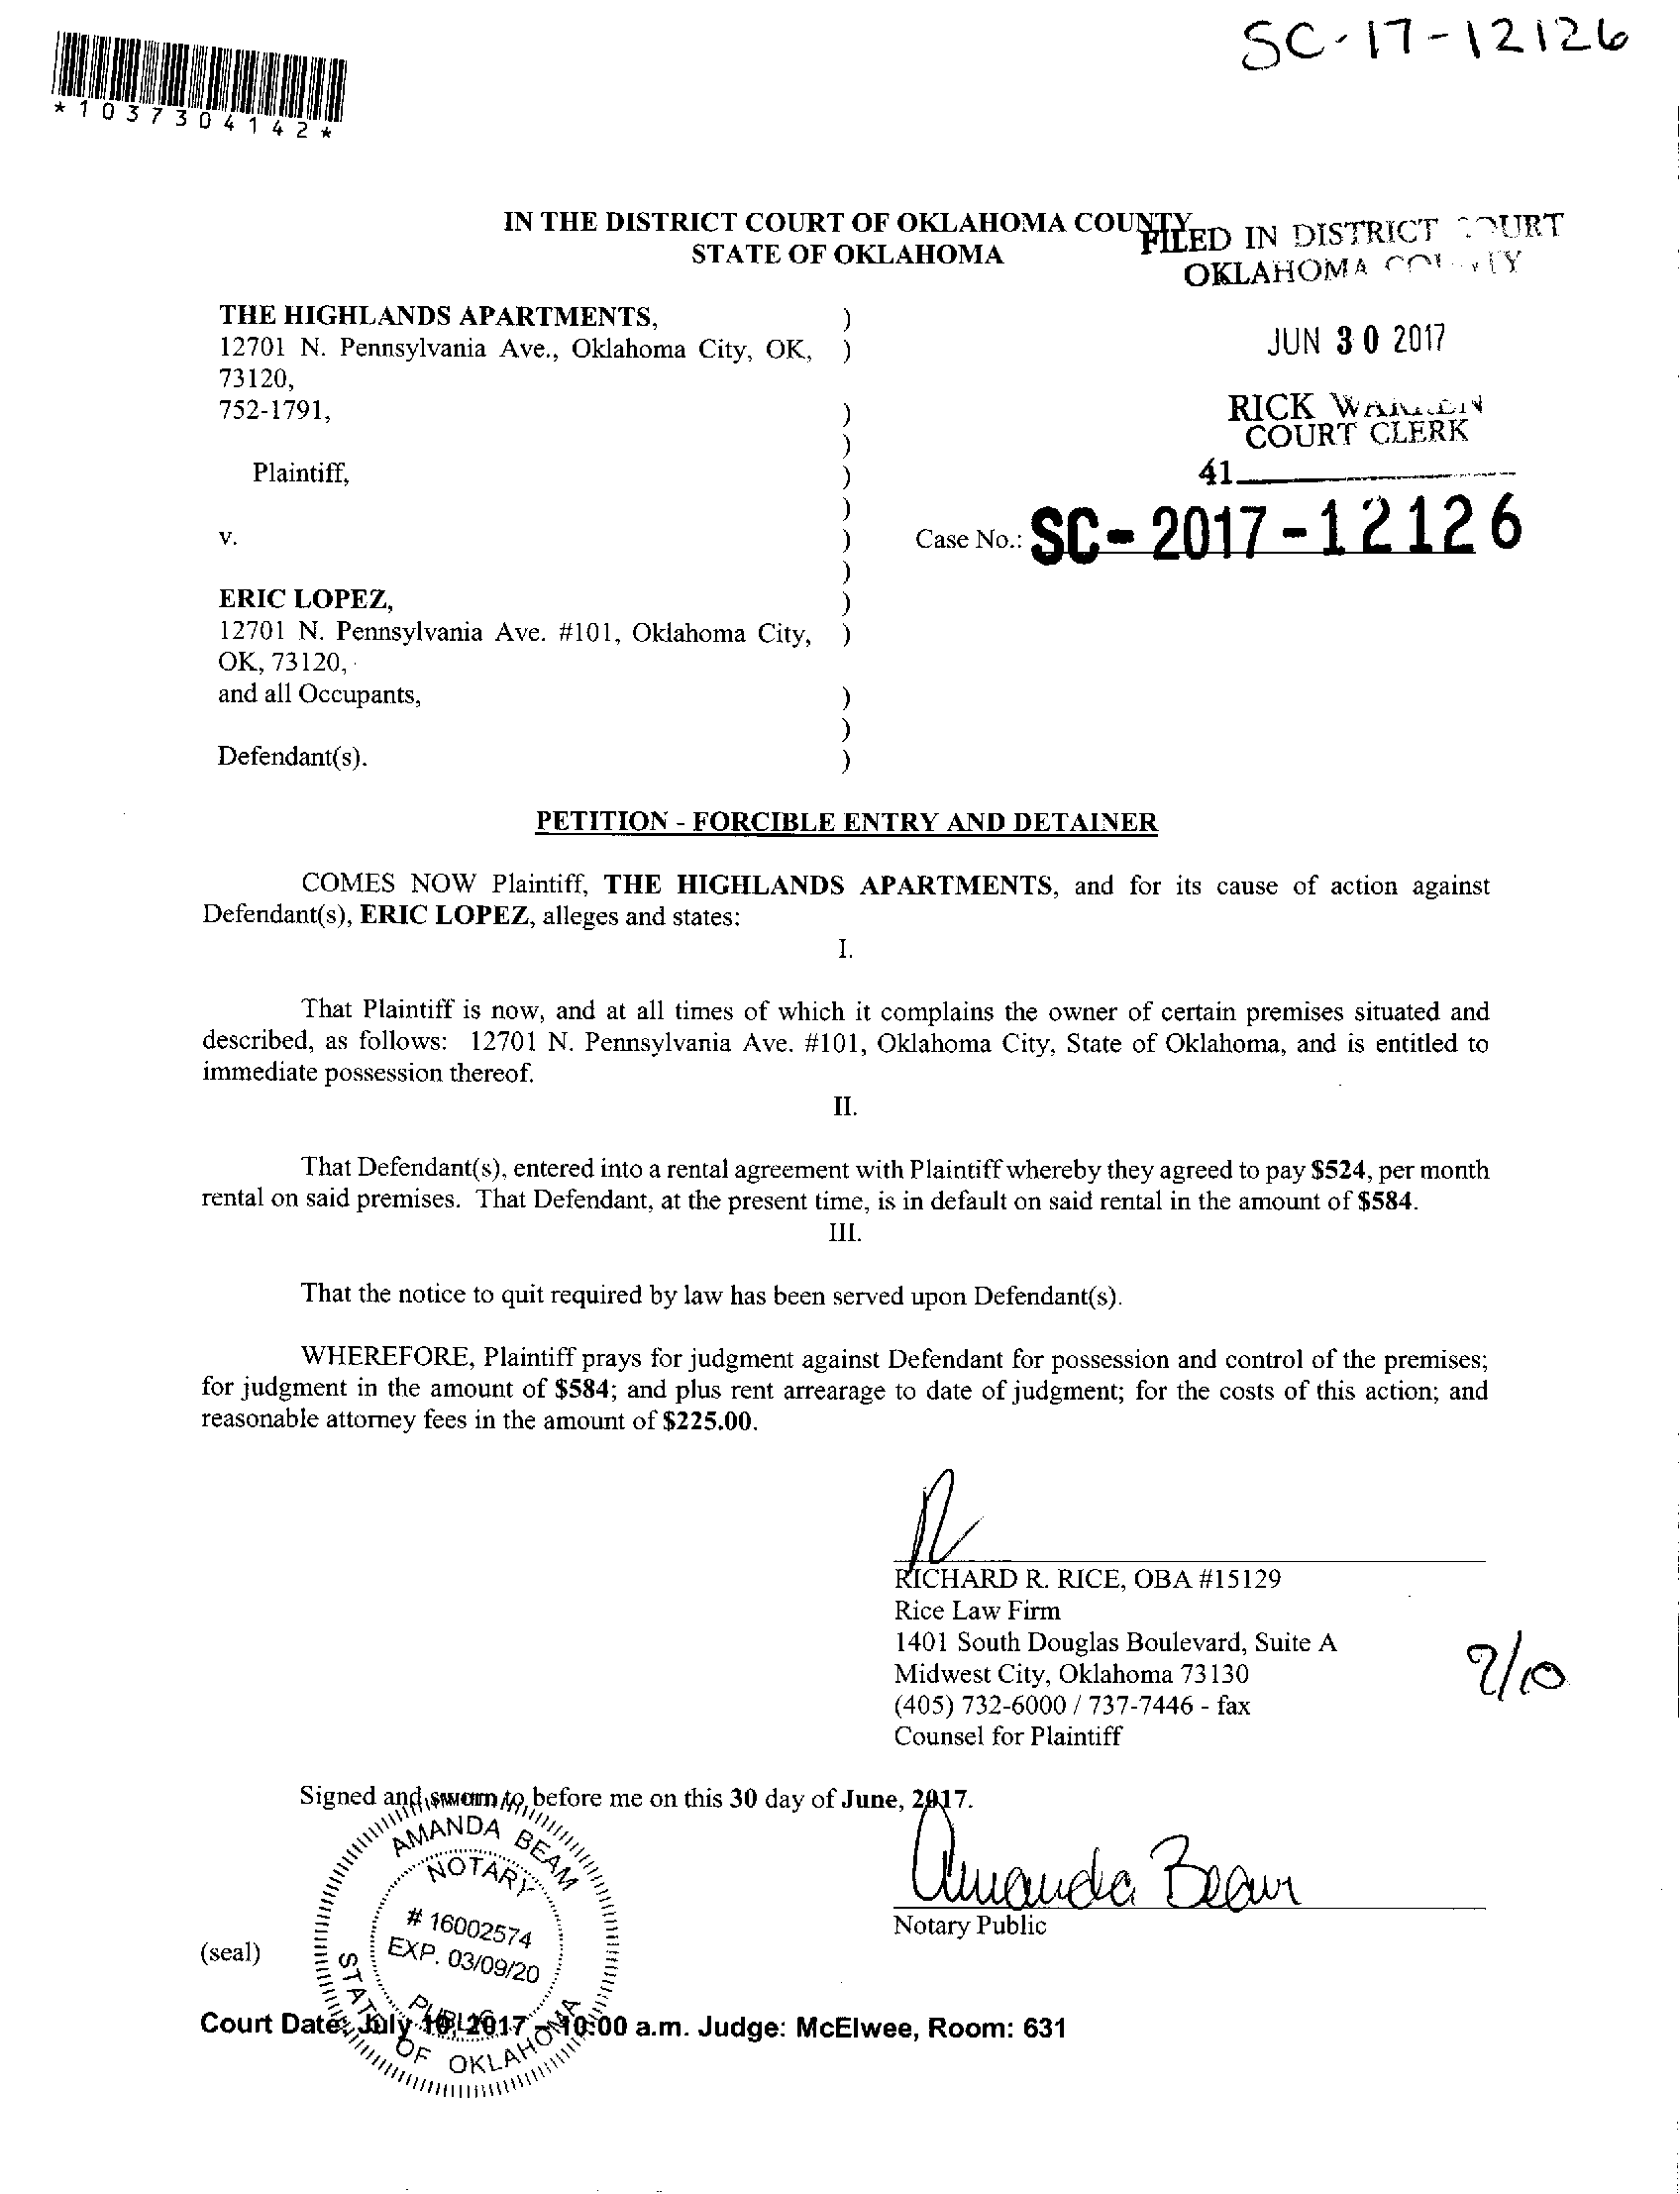 SC-17-12126
*1037304142*
IN THE DISTRICT COURT OF OKLAHOMA COUNTY
STATE OF OKLAHOMA
FILED IN DISTRICT COURT
OKLAHOMA COUNTY
THE HIGHLANDS APARTMENTS, )
12701 N. Pennsylvania Ave., Oklahoma City, OK, )
73120,
752-1791, )
)
Plaintiff, )
)
v. )
)
ERIC LOPEZ, )
12701 N. Pennsylvania Ave. #101, Oklahoma City, )
OK, 73120,
and all Occupants, )
)
Defendant(s). )
JUN 30 2017
RICK WARREN
COURT CLERK
41
Case No.: SC-2017-12126
PETITION - FORCIBLE ENTRY AND DETAINER
COMES NOW Plaintiff, THE HIGHLANDS APARTMENTS, and for its cause of action against
Defendant(s), ERIC LOPEZ, alleges and states:
I.
That Plaintiff is now, and at all times of which it complains the owner of certain premises situated and
described, as follows: 12701 N. Pennsylvania Ave. #101, Oklahoma City, State of Oklahoma, and is entitled to
immediate possession thereof.
II.
That Defendant(s), entered into a rental agreement with Plaintiff whereby they agreed to pay $524, per month
rental on said premises. That Defendant, at the present time, is in default on said rental in the amount of $584.
III.
That the notice to quit required by law has been served upon Defendant(s).
WHEREFORE, Plaintiff prays for judgment against Defendant for possession and control of the premises;
for judgment in the amount of $584; and plus rent arrearage to date of judgment; for the costs of this action; and
reasonable attorney fees in the amount of $225.00.
RICHARD R. RICE, OBA #15129
Rice Law Firm
1401 South Douglas Boulevard, Suite A
Midwest City, Oklahoma 73130
(405) 732-6000 / 737-7446 - fax
Counsel for Plaintiff
7/10
Signed and sworn to before me on this 30 day of June, 2017.
Amanda Beam
Notary Public
(seal)
AMANDA BEAM
NOTARY
# 16002574
EXP. 03/09/20
PUBLIC
STATE OF OKLAHOMA
Court Date: July 10, 2017 - 10:00 a.m. Judge: McElwee, Room: 631